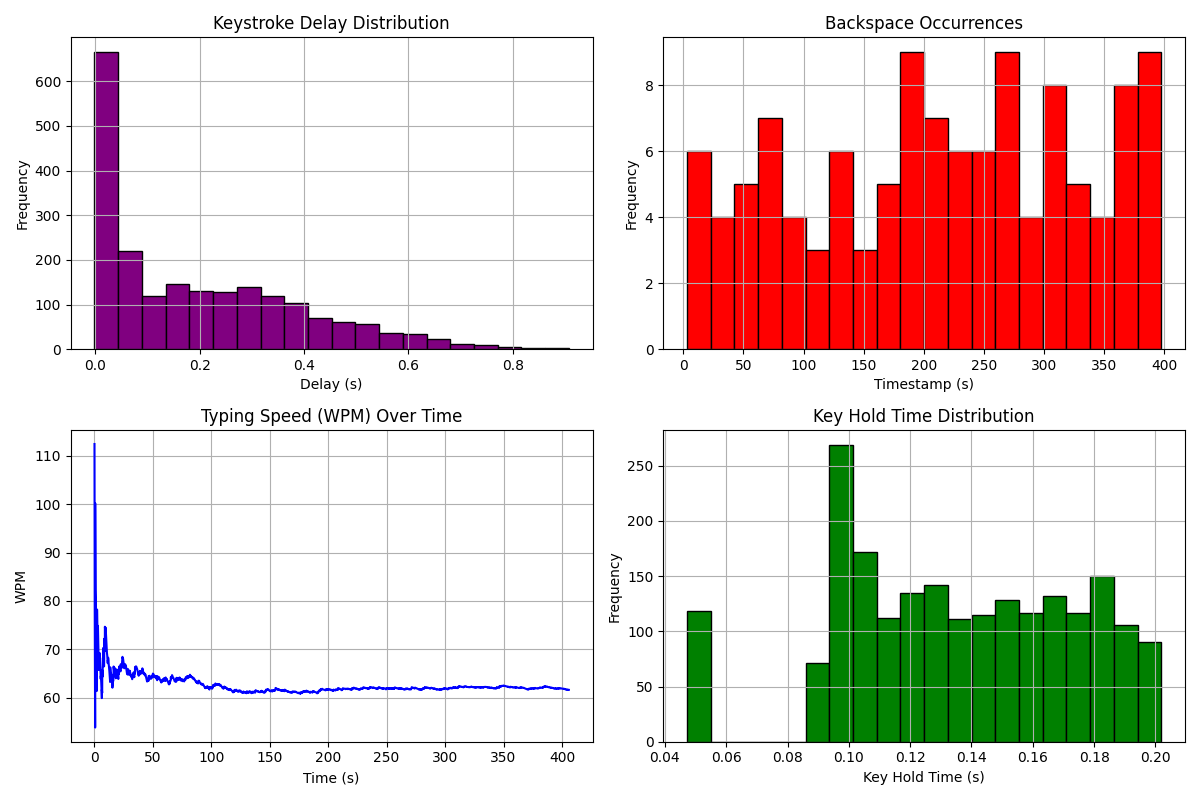 Keystroke Delay Distribution
Frequency
600
500
400
300
200
100
0
0.0 0.2 0.4 0.6 0.8
Delay (s)
Backspace Occurrences
Frequency
8
6
4
2
0
0 50 100 150 200 250 300 350 400
Timestamp (s)
Typing Speed (WPM) Over Time
WPM
110
100
90
80
70
60
0 50 100 150 200 250 300 350 400
Time (s)
Key Hold Time Distribution
Frequency
250
200
150
100
50
0
0.04 0.06 0.08 0.10 0.12 0.14 0.16 0.18 0.20
Key Hold Time (s)